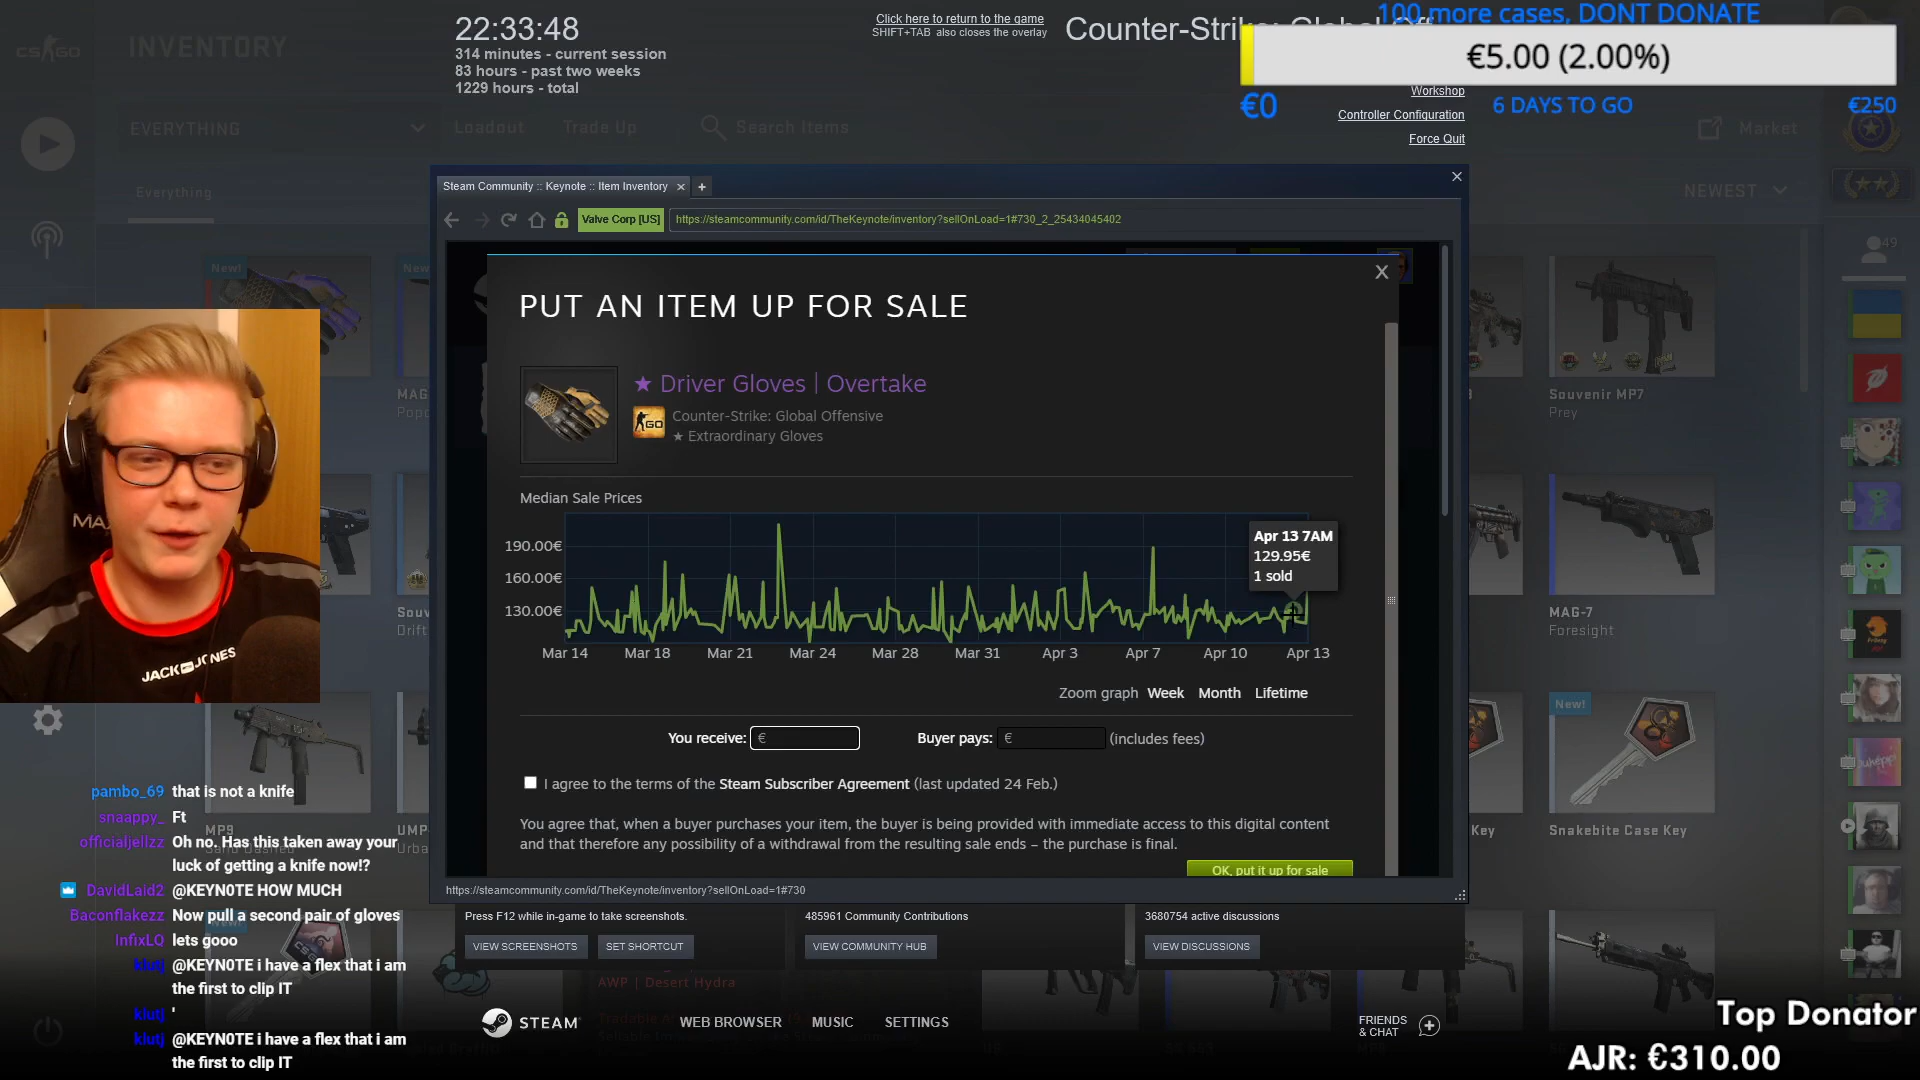 22:33:48
314 minutes - current session
83 hours - past two weeks
1229 hours - total
Click here to return to the game
SHIFT+TAB also closes the overlay
100 more cases, DONT DONATE
€5.00 (2.00%)
€0
6 DAYS TO GO
€250
Workshop
Controller Configuration
Force Quit
CS GO
INVENTORY
EVERYTHING
Loadout
Trade Up
Search Items
Market
Everything
NEWEST
49
Steam Community :: Keynote :: Item Inventory
Valve Corp [US]
https://steamcommunity.com/id/TheKeynote/inventory?sellOnLoad=1#730_2_25434045402
PUT AN ITEM UP FOR SALE
X
★ Driver Gloves | Overtake
Counter-Strike: Global Offensive
★ Extraordinary Gloves
Median Sale Prices
Apr 13 7AM
129.95€
1 sold
190.00€
160.00€
130.00€
Mar 14
Mar 18
Mar 21
Mar 24
Mar 28
Mar 31
Apr 3
Apr 7
Apr 10
Apr 13
Zoom graph
Week
Month
Lifetime
You receive:
€
Buyer pays:
€
(includes fees)
I agree to the terms of the Steam Subscriber Agreement (last updated 24 Feb.)
You agree that, when a buyer purchases your item, the buyer is being provided with immediate access to this digital content
and that therefore any possibility of a withdrawal from the resulting sale ends – the purchase is final.
OK, put it up for sale
https://steamcommunity.com/id/TheKeynote/inventory?sellOnLoad=1#730
Press F12 while in-game to take screenshots.
VIEW SCREENSHOTS
SET SHORTCUT
485961 Community Contributions
VIEW COMMUNITY HUB
3680754 active discussions
VIEW DISCUSSIONS
AWP | Desert Hydra
STEAM
WEB BROWSER
MUSIC
SETTINGS
FRIENDS
& CHAT
New!
Souvenir MP7
Prey
MAG-7
Foresight
New!
Key
Snakebite Case Key
JACK JONES
MP9
pambo_69 that is not a knife
snaappy_ Ft
officialjellzz Oh no. Has this taken away your
luck of getting a knife now!?
DavidLaid2 @KEYN0TE HOW MUCH
Baconflakezz Now pull a second pair of gloves
InfixLQ lets gooo
klutj @KEYN0TE i have a flex that i am
the first to clip IT
klutj '
klutj @KEYN0TE i have a flex that i am
the first to clip IT
Top Donator
AJR: €310.00